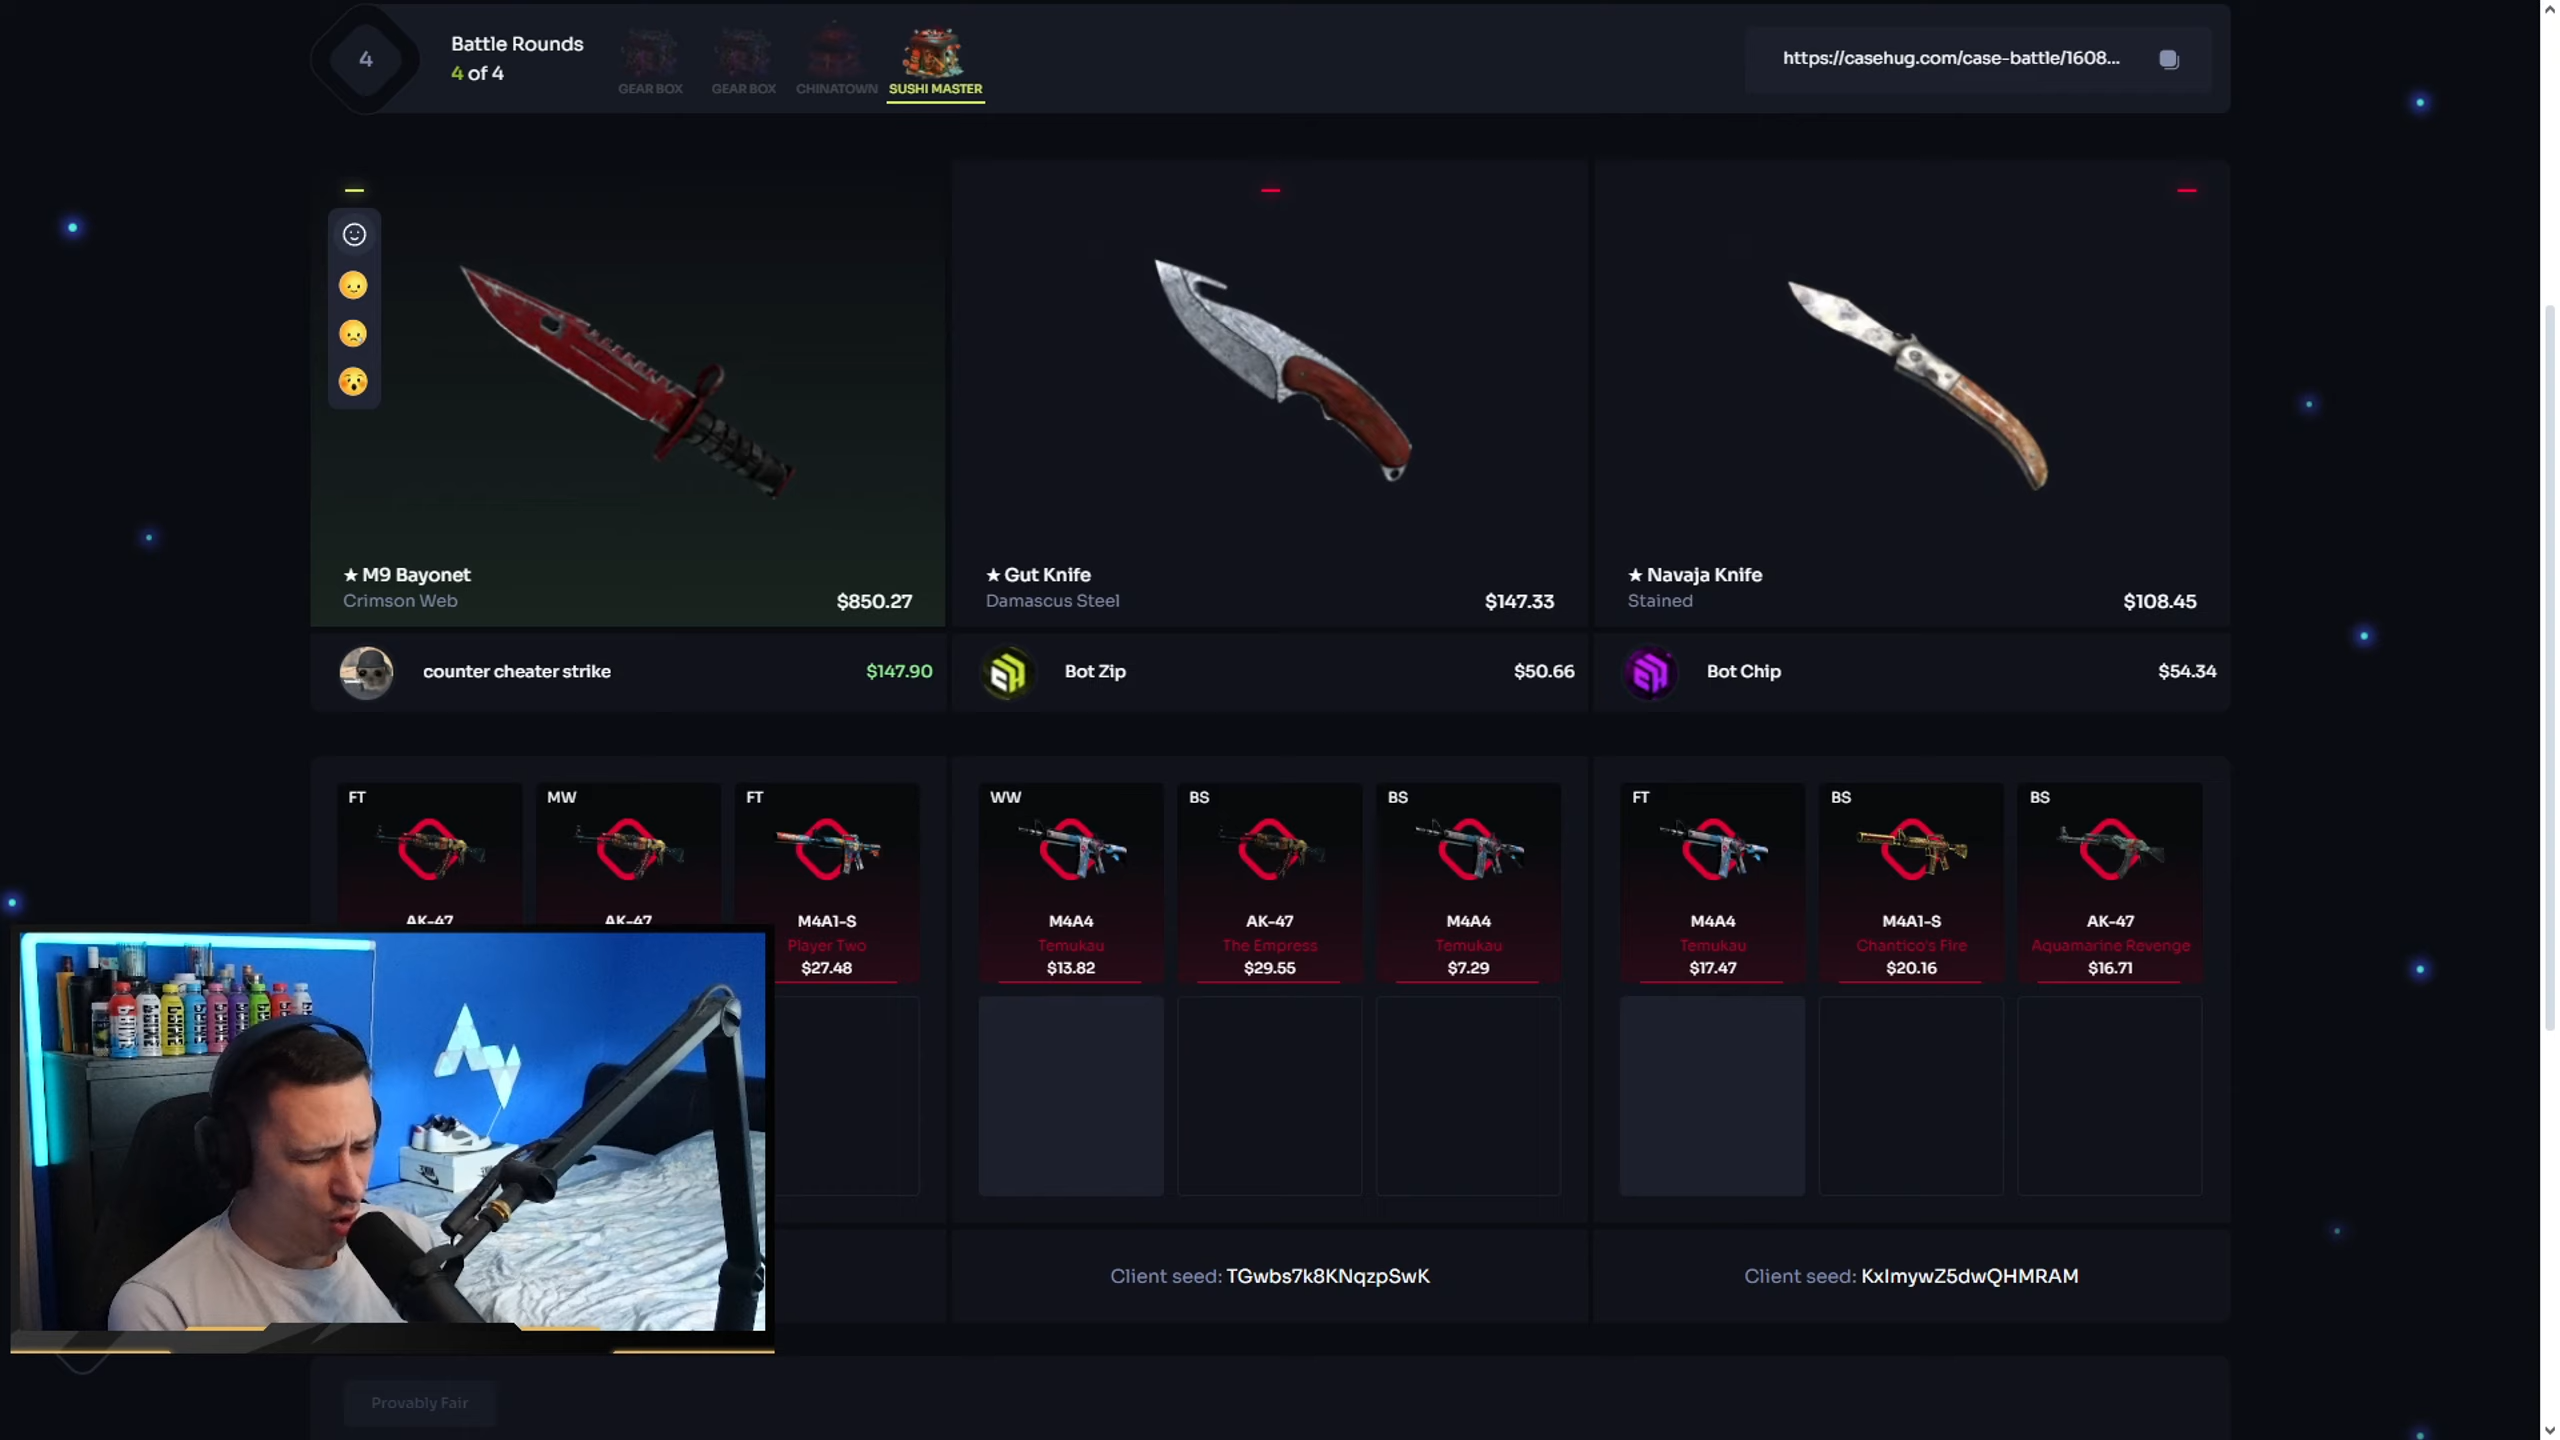 4
Battle Rounds
4 of 4
GEAR BOX
GEAR BOX
CHINATOWN
SUSHI MASTER
https://casehug.com/case-battle/1608...
★ M9 Bayonet
Crimson Web
$850.27
★ Gut Knife
Damascus Steel
$147.33
★ Navaja Knife
Stained
$108.45
counter cheater strike
$147.90
Bot Zip
$50.66
Bot Chip
$54.34
FT
AK-47
MW
AK-47
FT
M4A1-S
Player Two
$27.48
WW
M4A4
Temukau
$13.82
BS
AK-47
The Empress
$29.55
BS
M4A4
Temukau
$7.29
FT
M4A4
Temukau
$17.47
BS
M4A1-S
Chantico's Fire
$20.16
BS
AK-47
Aquamarine Revenge
$16.71
Client seed: TGwbs7k8KNqzpSwK
Client seed: KxImywZ5dwQHMRAM
Provably Fair